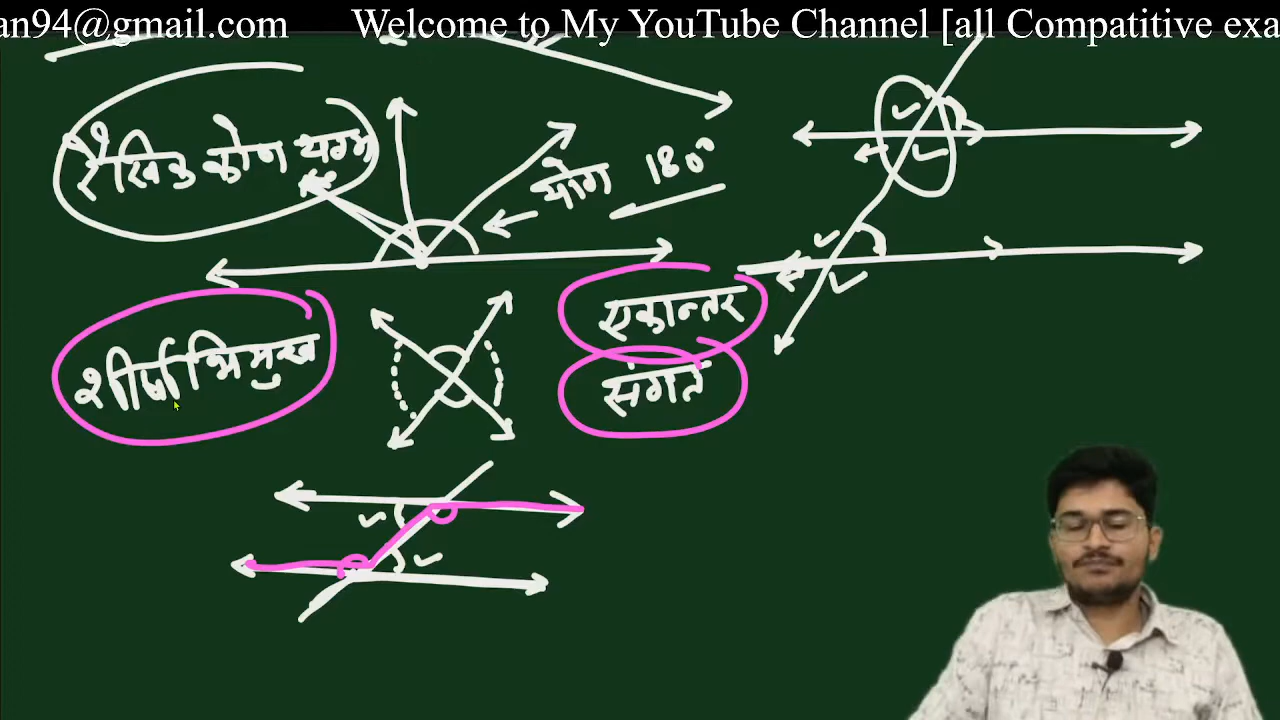 an94@gmail.com Welcome to My YouTube Channel [all Compatitive exa
रैखिक कोण युग्म
योग 180°
शीर्षाभिमुख
एकान्तर
संगत